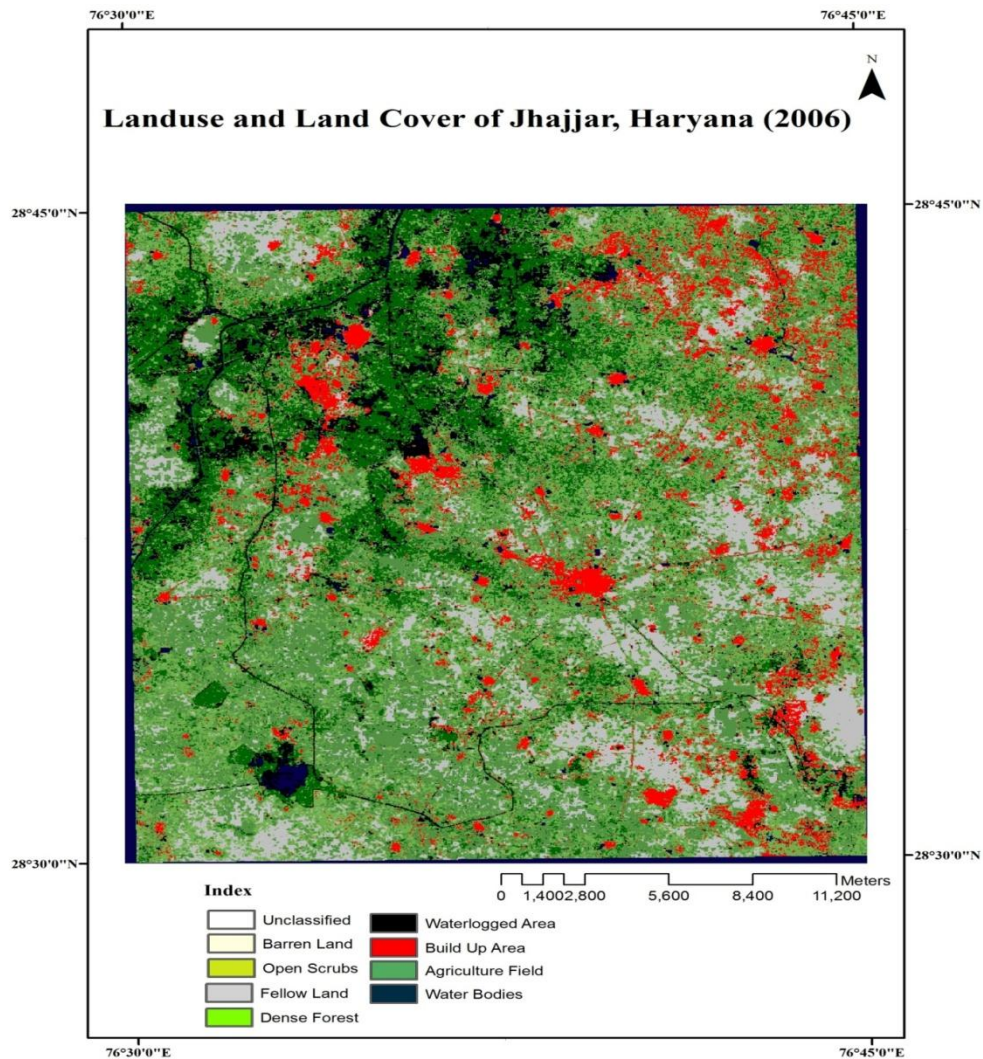 76°30'0"E 76°45'0"E
N
Landuse and Land Cover of Jhajjar, Haryana (2006)
28°45'0"N 28°45'0"N
28°30'0"N 28°30'0"N
Index
Meters
0 1,400 2,800 5,600 8,400 11,200
Unclassified
Barren Land
Open Scrubs
Fellow Land
Dense Forest
Waterlogged Area
Build Up Area
Agriculture Field
Water Bodies
76°30'0"E 76°45'0"E